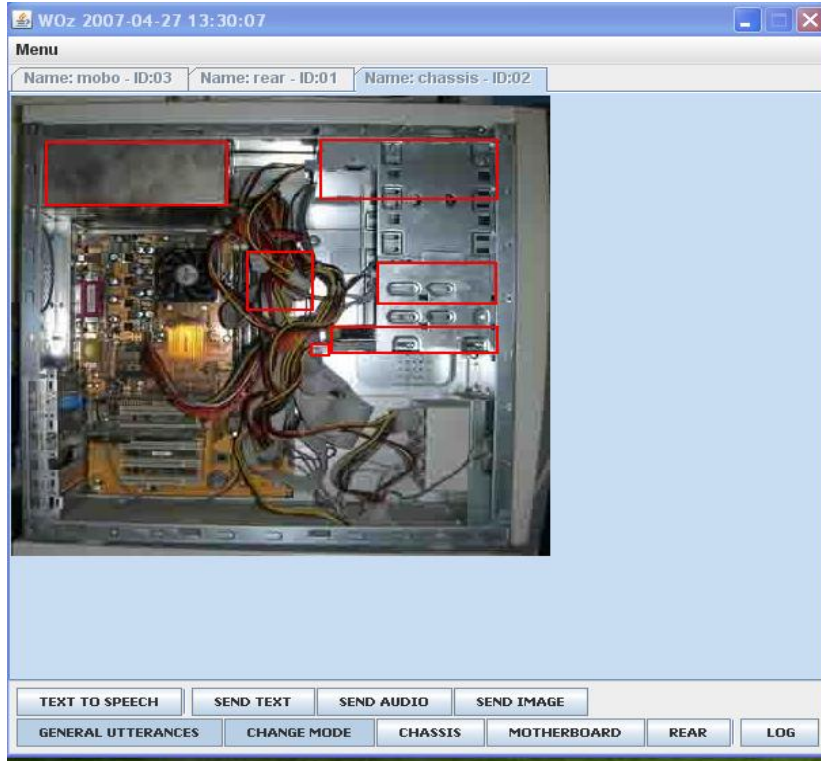 WOz 2007-04-27 13:30:07
Menu
Name: mobo - ID:03 Name: rear - ID:01 Name: chassis - ID:02
TEXT TO SPEECH SEND TEXT SEND AUDIO SEND IMAGE
GENERAL UTTERANCES CHANGE MODE CHASSIS MOTHERBOARD REAR LOG